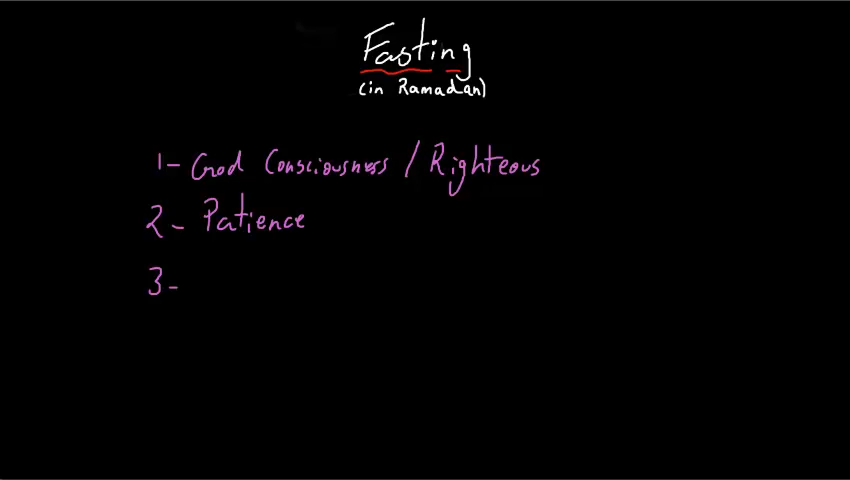 Fasting
(in Ramadan)
1- God Consciousness / Righteous
2- Patience
3-